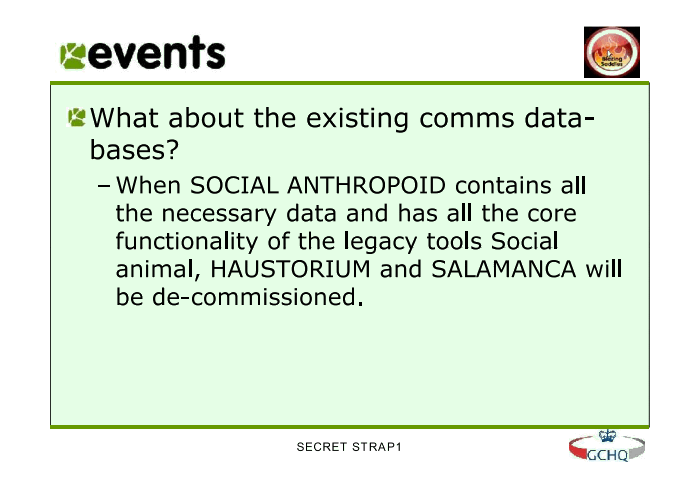 events
Blazing
Saddles
What about the existing comms data-
bases?
– When SOCIAL ANTHROPOID contains all
the necessary data and has all the core
functionality of the legacy tools Social
animal, HAUSTORIUM and SALAMANCA will
be de-commissioned.
SECRET STRAP1
GCHQ